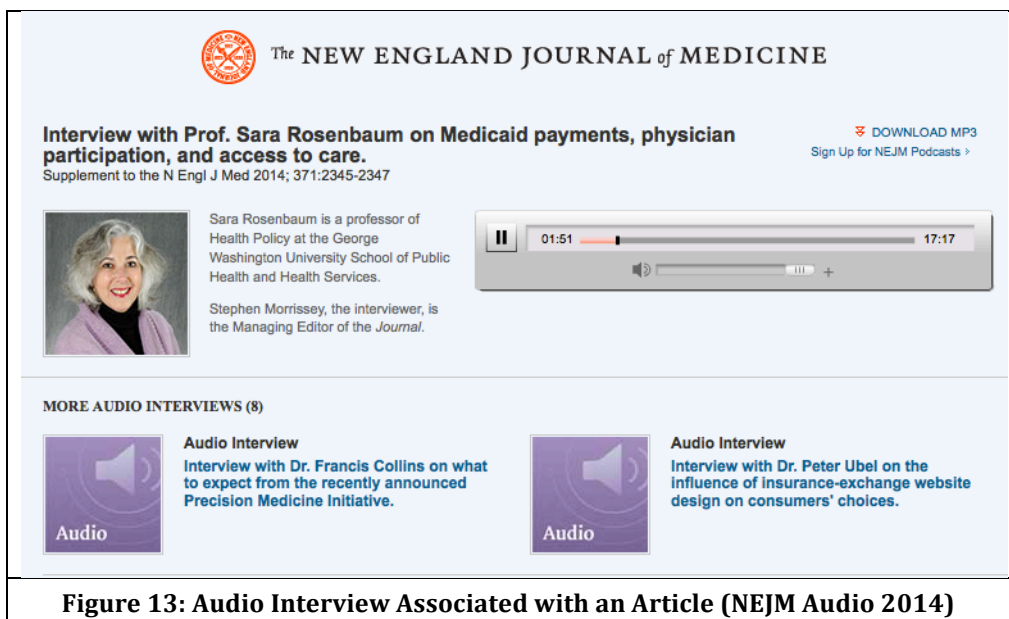 The NEW ENGLAND JOURNAL of MEDICINE
Interview with Prof. Sara Rosenbaum on Medicaid payments, physician
participation, and access to care.
Supplement to the N Engl J Med 2014; 371:2345-2347
DOWNLOAD MP3
Sign Up for NEJM Podcasts ›
Sara Rosenbaum is a professor of
Health Policy at the George
Washington University School of Public
Health and Health Services.
Stephen Morrissey, the interviewer, is
the Managing Editor of the Journal.
01:51
17:17
MORE AUDIO INTERVIEWS (8)
Audio
Audio Interview
Interview with Dr. Francis Collins on what
to expect from the recently announced
Precision Medicine Initiative.
Audio
Audio Interview
Interview with Dr. Peter Ubel on the
influence of insurance-exchange website
design on consumers' choices.
Figure 13: Audio Interview Associated with an Article (NEJM Audio 2014)